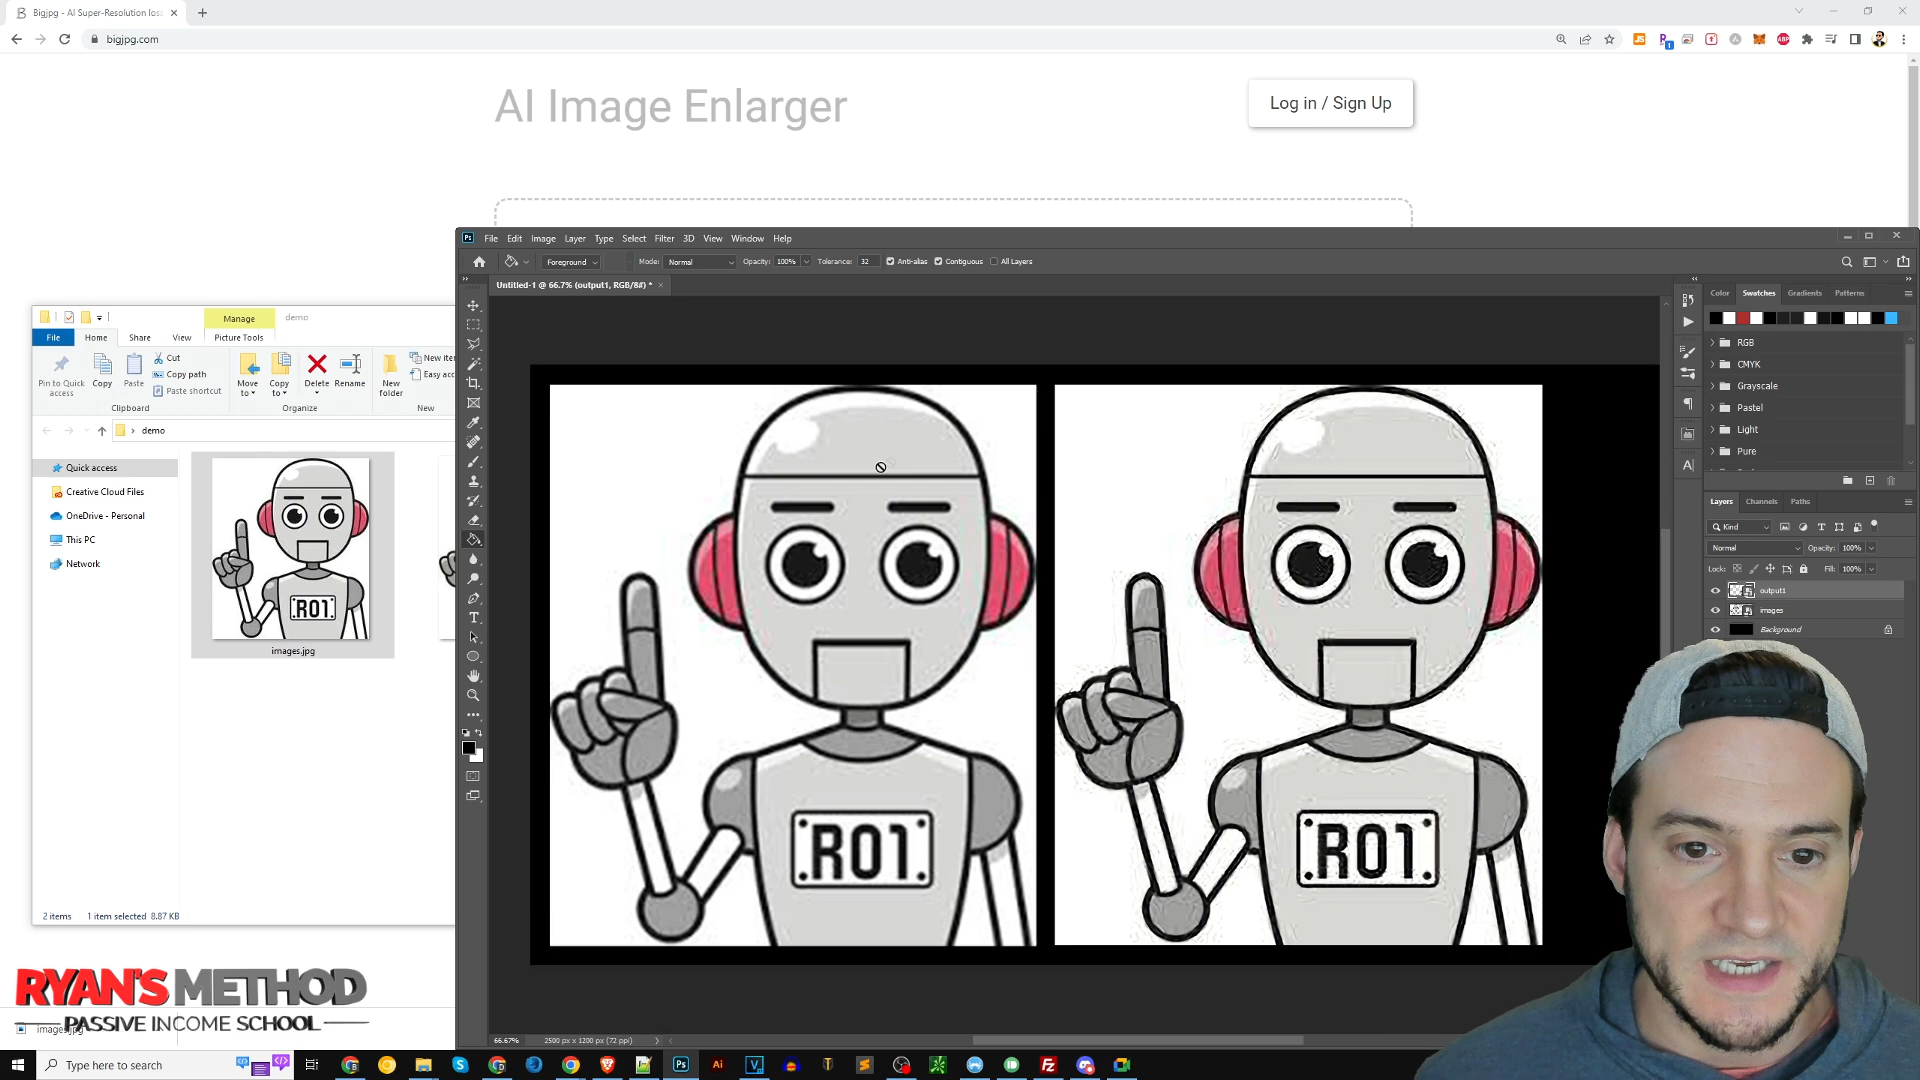 Bigjpg - AI Super-Resolution loss
bigjpg.com
AI Image Enlarger
Log in / Sign Up
File Edit Image Layer Type Select Filter 3D View Window Help
Foreground
Mode: Normal
Opacity: 100%
Tolerance: 32
Anti-alias
Contiguous
All Layers
Untitled-1 @ 66.7% (output1, RGB/8#) *
Color Swatches Gradients Patterns
RGB
CMYK
Grayscale
Pastel
Light
Pure
Layers Channels Paths
Kind
Normal
Opacity: 100%
Lock:
Fill: 100%
output1
images
Background
R01
R01
66.67%
2500 px x 1200 px (72 ppi)
Manage
demo
File Home Share View Picture Tools
Pin to Quick access
Copy
Paste
Cut
Copy path
Paste shortcut
Clipboard
Move to
Copy to
Delete
Rename
Organize
New folder
New
demo
Quick access
Creative Cloud Files
OneDrive - Personal
This PC
Network
R01
images.jpg
2 items
1 item selected 8.87 KB
RYAN'S METHOD
PASSIVE INCOME SCHOOL
Type here to search